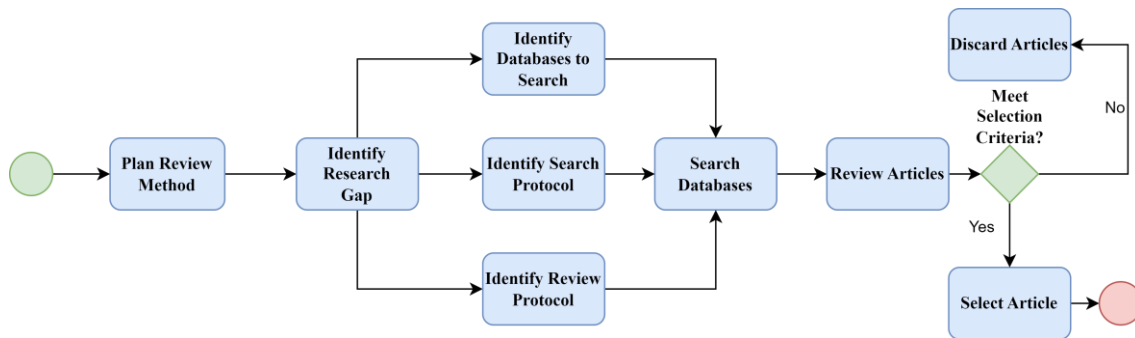 Plan Review
Method
Identify
Research
Gap
Identify
Databases to
Search
Identify Search
Protocol
Identify Review
Protocol
Search
Databases
Review Articles
Meet
Selection
Criteria?
No
Discard Articles
Yes
Select Article